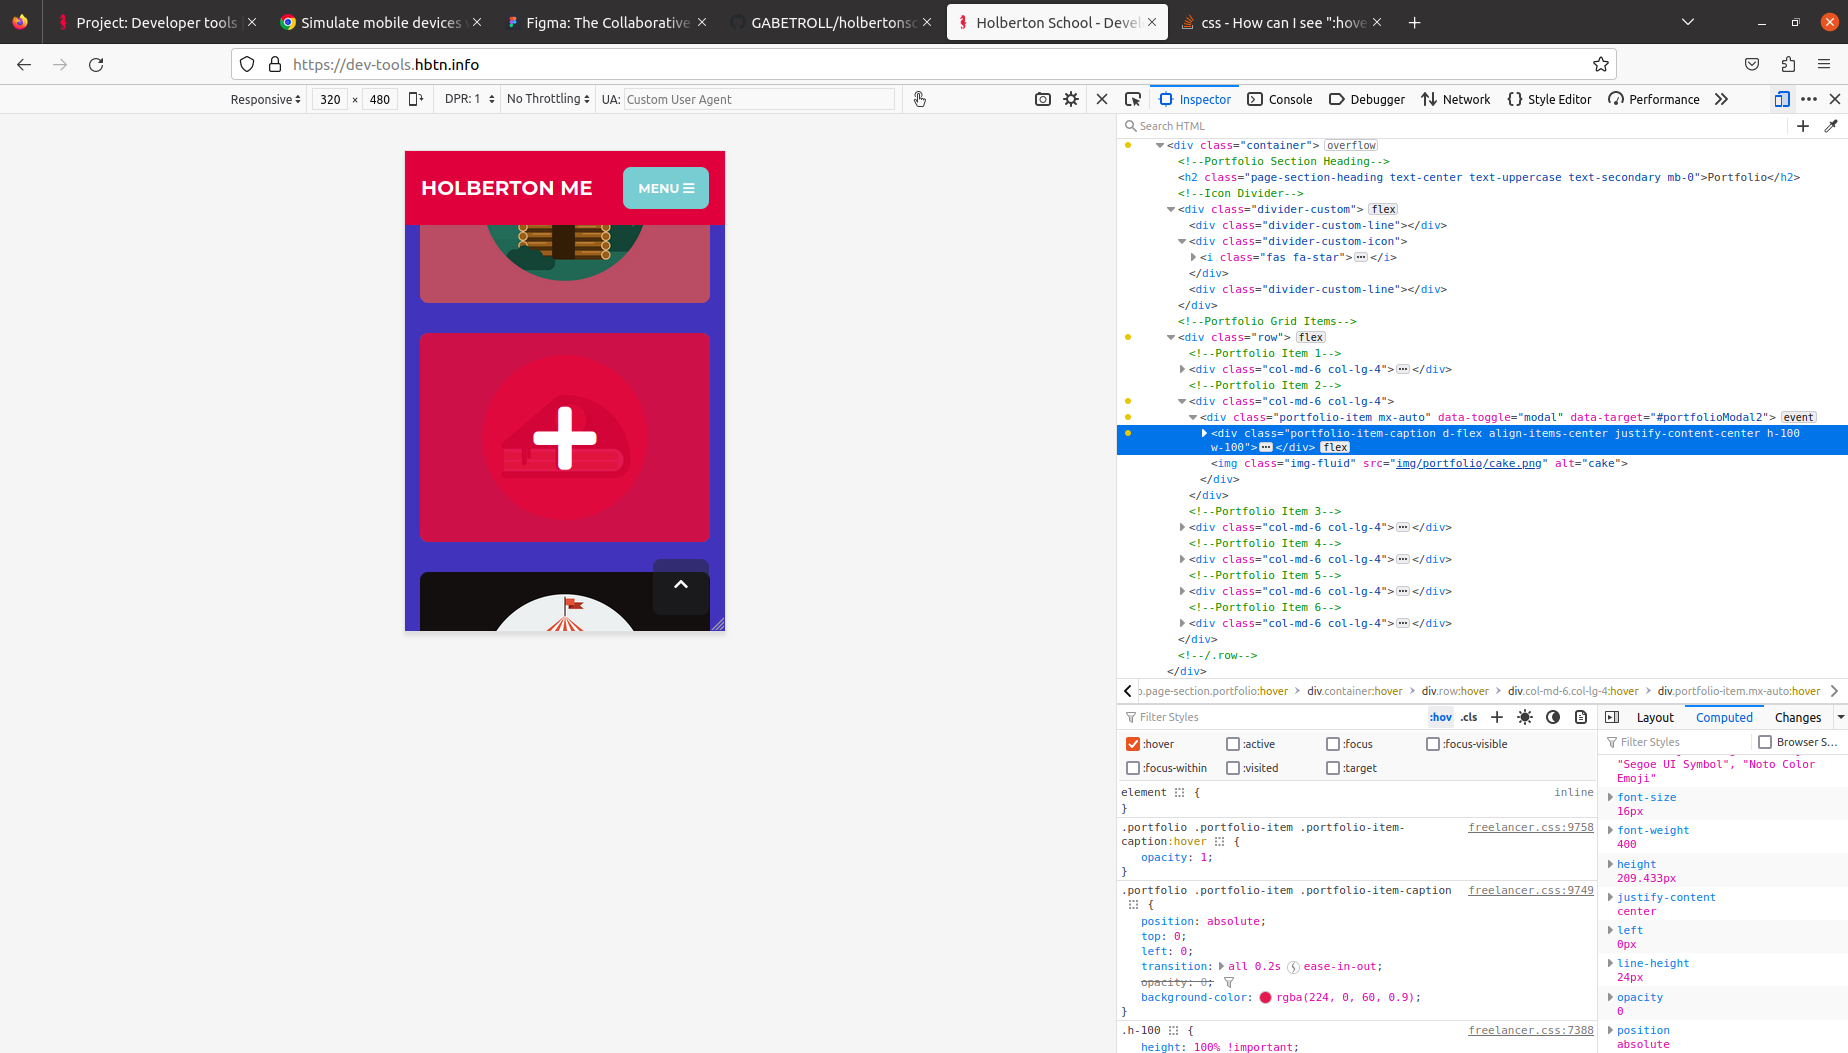 Project: Developer tools
Simulate mobile devices
Figma: The Collaborative
GABETROLL/holbertonsc
Holberton School - Devel
css - How can I see ":hove
https://dev-tools.hbtn.info
Responsive 320 × 480 DPR: 1 No Throttling UA: Custom User Agent
Inspector Console Debugger Network Style Editor Performance
Search HTML
HOLBERTON ME MENU
<div class="container"> overflow
<!--Portfolio Section Heading-->
<h2 class="page-section-heading text-center text-uppercase text-secondary mb-0">Portfolio</h2>
<!--Icon Divider-->
<div class="divider-custom"> flex
<div class="divider-custom-line"></div>
<div class="divider-custom-icon">
<i class="fas fa-star"></i>
</div>
<div class="divider-custom-line"></div>
</div>
<!--Portfolio Grid Items-->
<div class="row"> flex
<!--Portfolio Item 1-->
<div class="col-md-6 col-lg-4"></div>
<!--Portfolio Item 2-->
<div class="col-md-6 col-lg-4">
<div class="portfolio-item mx-auto" data-toggle="modal" data-target="#portfolioModal2"> event
<div class="portfolio-item-caption d-flex align-items-center justify-content-center h-100
w-100"></div> flex
<img class="img-fluid" src="img/portfolio/cake.png" alt="cake">
</div>
</div>
<!--Portfolio Item 3-->
<div class="col-md-6 col-lg-4"></div>
<!--Portfolio Item 4-->
<div class="col-md-6 col-lg-4"></div>
<!--Portfolio Item 5-->
<div class="col-md-6 col-lg-4"></div>
<!--Portfolio Item 6-->
<div class="col-md-6 col-lg-4"></div>
</div>
<!--/.row-->
</div>
o.page-section.portfolio:hover div.container:hover div.row:hover div.col-md-6.col-lg-4:hover div.portfolio-item.mx-auto:hover
Filter Styles :hov .cls
:hover :active :focus :focus-visible
:focus-within :visited :target
element { inline
}
.portfolio .portfolio-item .portfolio-item- freelancer.css:9758
caption:hover {
opacity: 1;
}
.portfolio .portfolio-item .portfolio-item-caption freelancer.css:9749
{
position: absolute;
top: 0;
left: 0;
transition: all 0.2s ease-in-out;
opacity: 0;
background-color: rgba(224, 0, 60, 0.9);
}
.h-100 { freelancer.css:7388
height: 100% !important;
Layout Computed Changes
Filter Styles Browser S...
"Segoe UI Symbol", "Noto Color
Emoji"
font-size
16px
font-weight
400
height
209.433px
justify-content
center
left
0px
line-height
24px
opacity
0
position
absolute